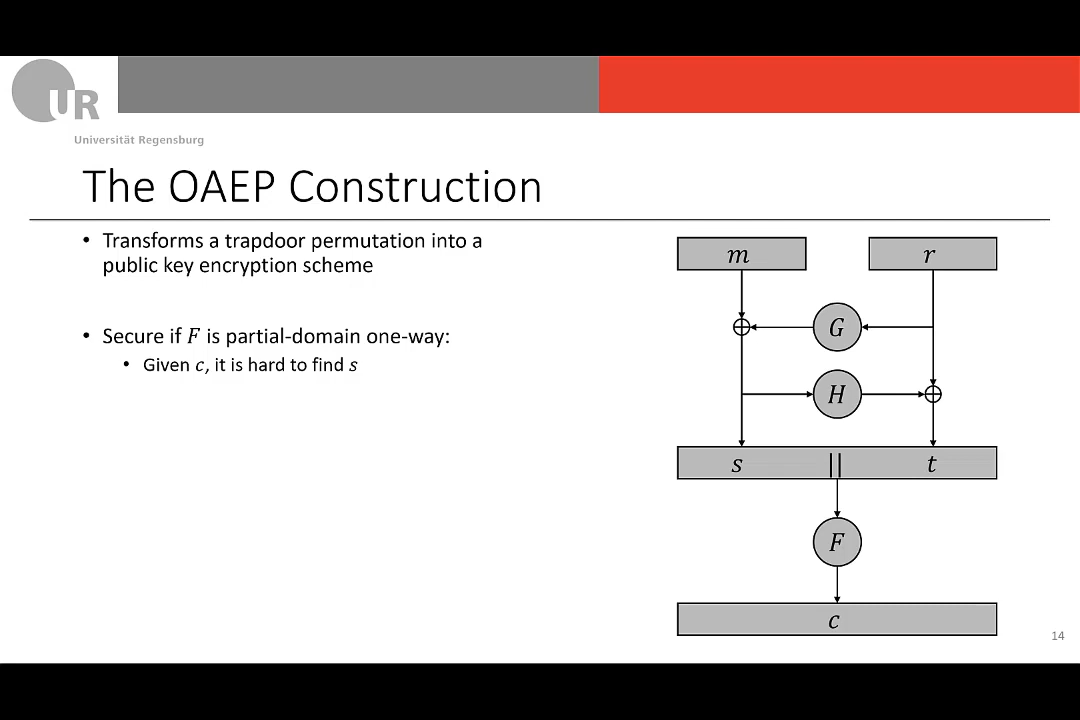 UR
Universität Regensburg
The OAEP Construction
• Transforms a trapdoor permutation into a
public key encryption scheme
• Secure if F is partial-domain one-way:
• Given c, it is hard to find s
m r
G
H
s || t
F
c
14